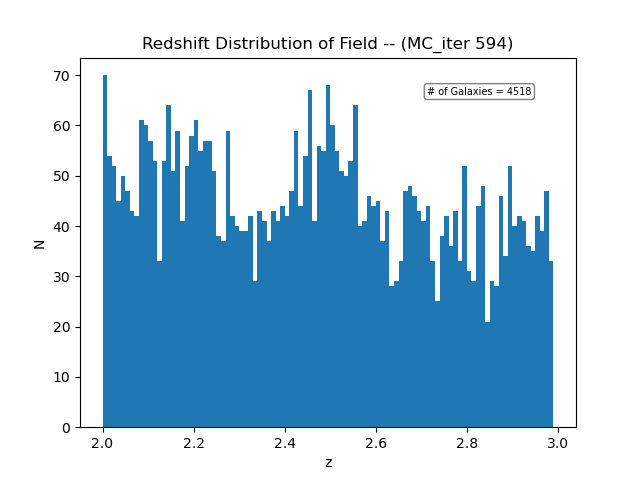 Redshift Distribution of Field -- (MC_iter 594)
# of Galaxies = 4518
70
60
50
40
30
20
10
0
N
2.0 2.2 2.4 2.6 2.8 3.0
z